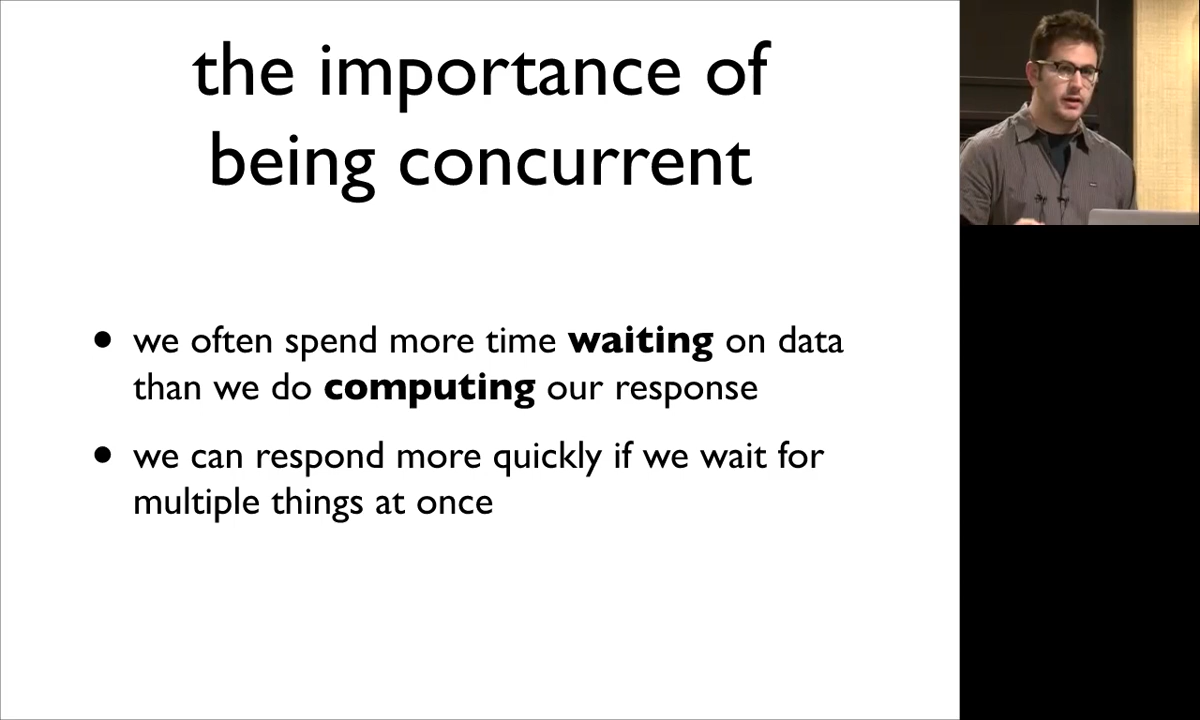 the importance of
being concurrent
• we often spend more time waiting on data
than we do computing our response
• we can respond more quickly if we wait for
multiple things at once